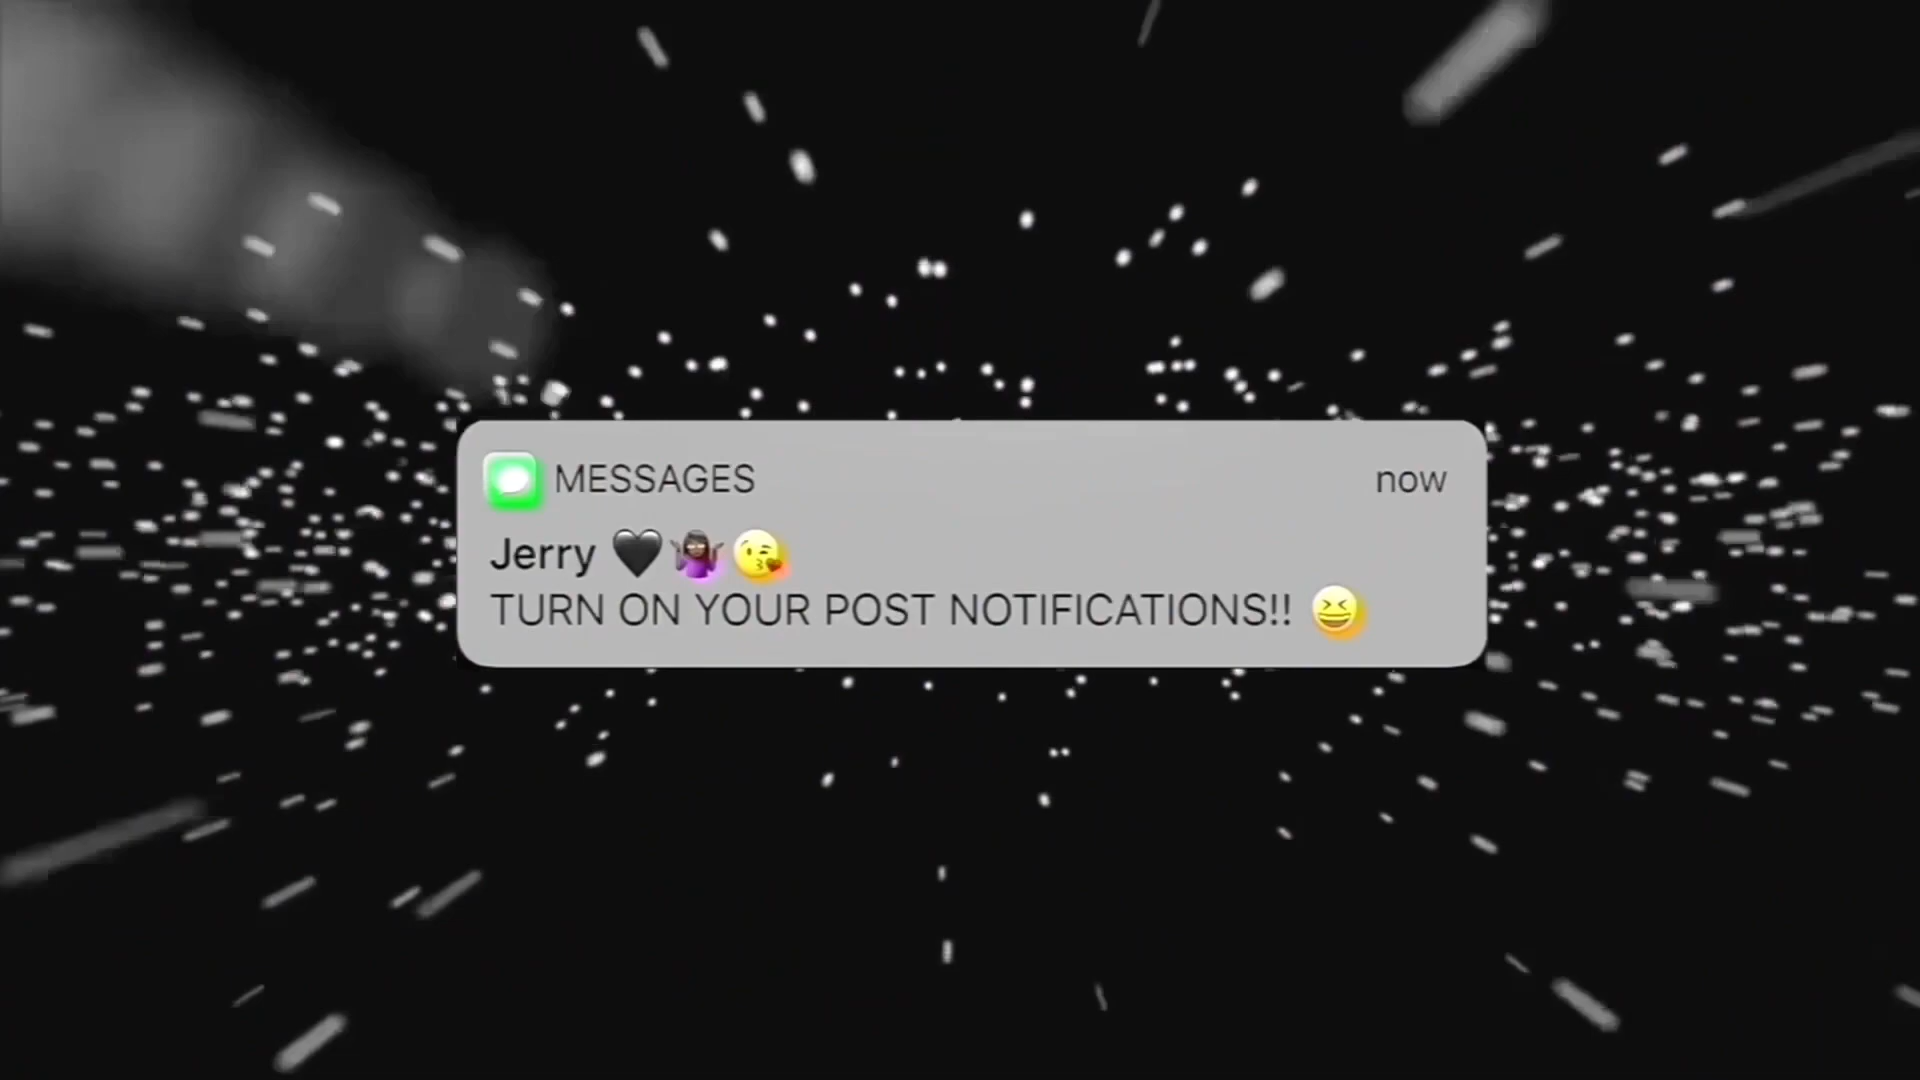 MESSAGES now
Jerry 🖤🤷🏾‍♀️😘
TURN ON YOUR POST NOTIFICATIONS!! 😆